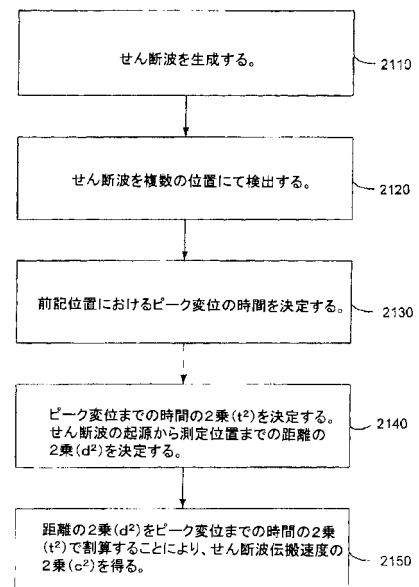 せん断波を生成する。
2110
せん断波を複数の位置にて検出する。
2120
前記位置におけるピーク変位の時間を決定する。
2130
ピーク変位までの時間の2乗(t²)を決定する。
せん断波の起源から測定位置までの距離の
2乗(d²)を決定する。
2140
距離の2乗(d²)をピーク変位までの時間の2乗
(t²)で割算することにより、せん断波伝搬速度の
2乗(c²)を得る。
2150